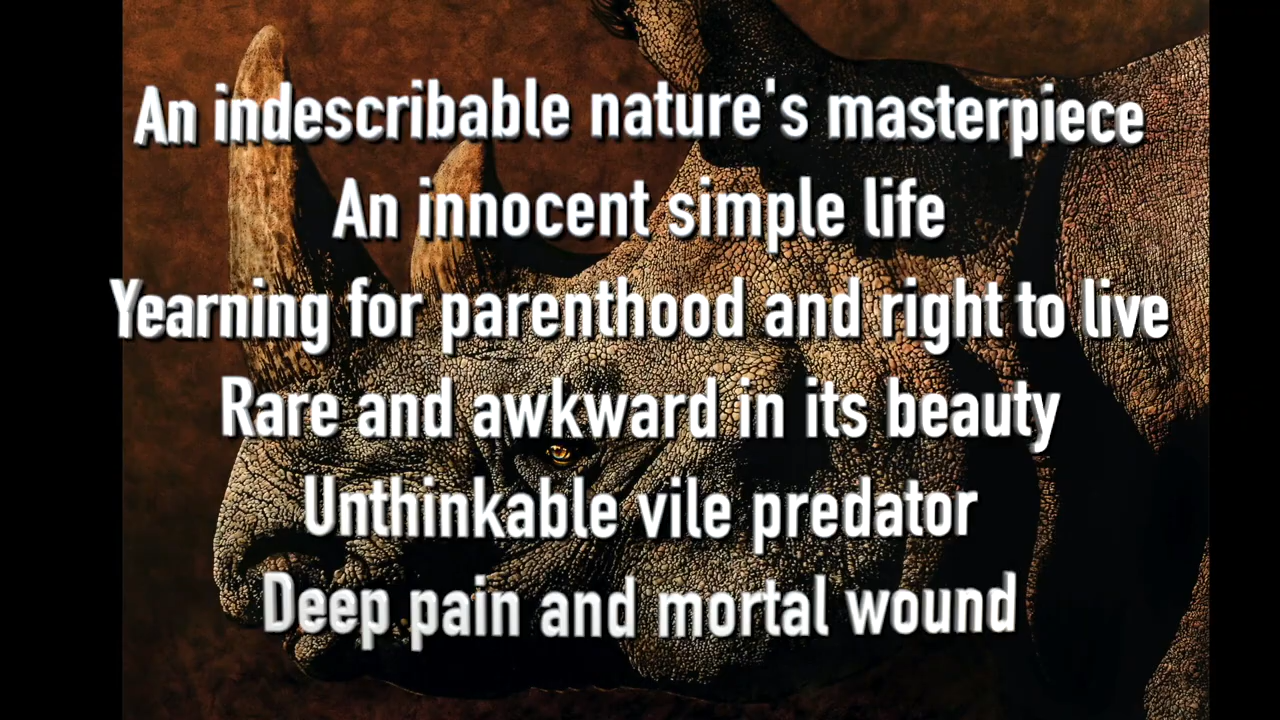 An indescribable nature's masterpiece
An innocent simple life
Yearning for parenthood and right to live
Rare and awkward in its beauty
Unthinkable vile predator
Deep pain and mortal wound